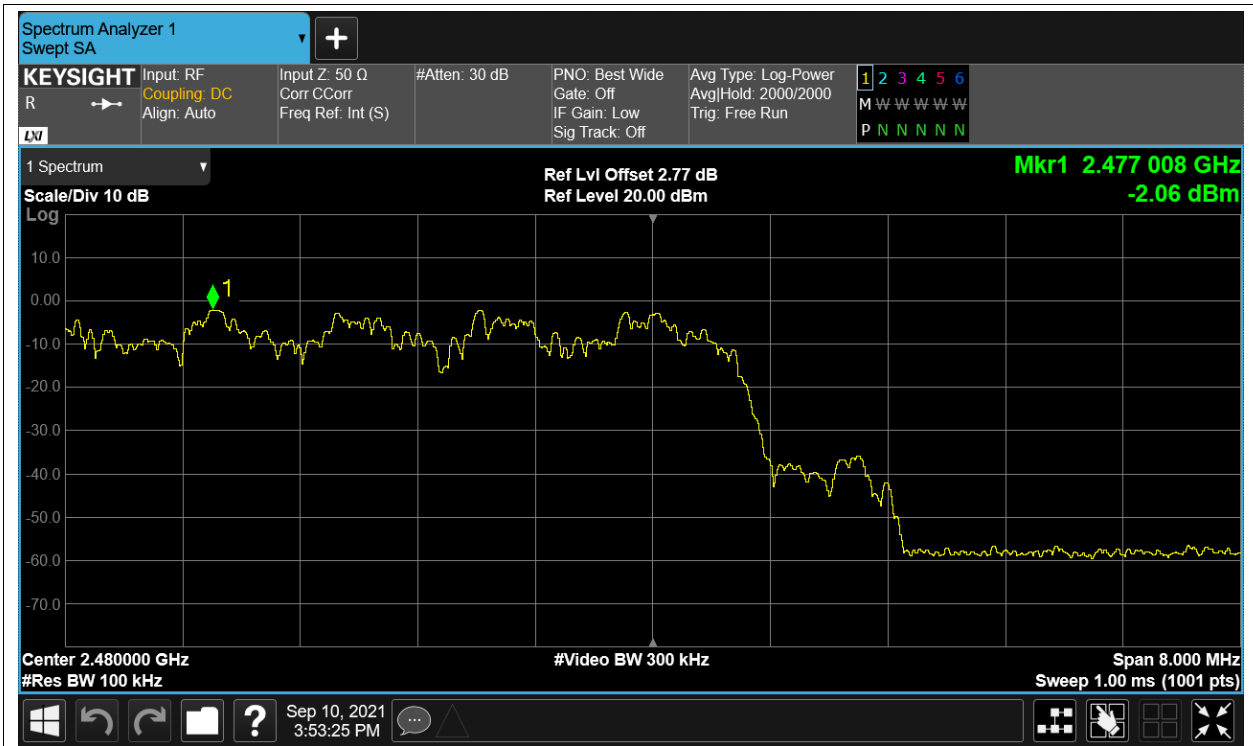 Spectrum Analyzer 1
Swept SA
KEYSIGHT
R
LXI
Input: RF
Coupling: DC
Align: Auto
Input Z: 50 Ω
Corr CCorr
Freq Ref: Int (S)
#Atten: 30 dB
PNO: Best Wide
Gate: Off
IF Gain: Low
Sig Track: Off
Avg Type: Log-Power
Avg|Hold: 2000/2000
Trig: Free Run
1 2 3 4 5 6
M W W W W W
P N N N N N
1 Spectrum
Scale/Div 10 dB
Log
Ref Lvl Offset 2.77 dB
Ref Level 20.00 dBm
Mkr1 2.477 008 GHz
-2.06 dBm
1
10.0
0.00
-10.0
-20.0
-30.0
-40.0
-50.0
-60.0
-70.0
Center 2.480000 GHz
#Res BW 100 kHz
#Video BW 300 kHz
Span 8.000 MHz
Sweep 1.00 ms (1001 pts)
?
Sep 10, 2021
3:53:25 PM